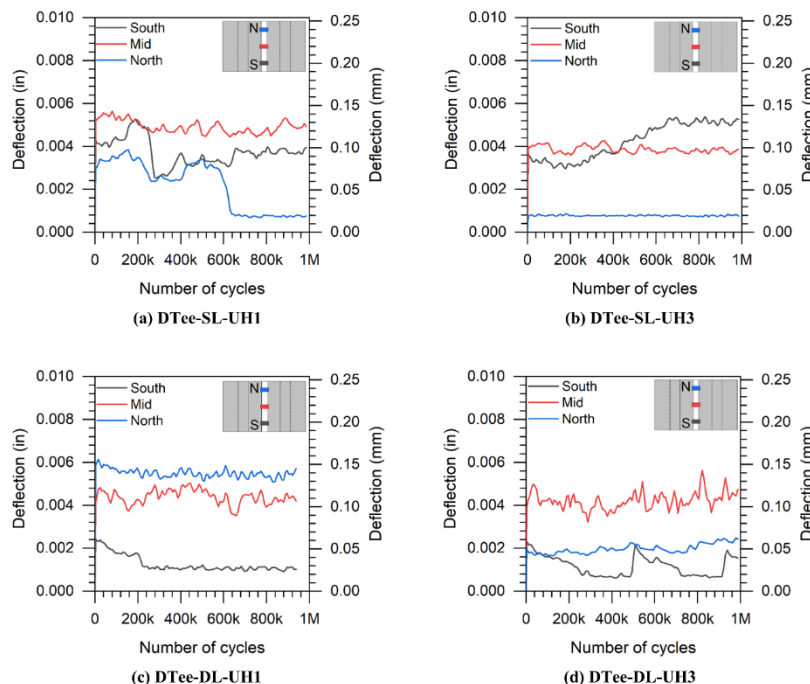 0.010
0.008
0.006
0.004
0.002
0.000
Deflection (in)
South
Mid
North
N
S
0.25
0.20
0.15
0.10
0.05
0.00
Deflection (mm)
0 200k 400k 600k 800k 1M
Number of cycles
(a) DTee-SL-UH1
0.010
0.008
0.006
0.004
0.002
0.000
Deflection (in)
South
Mid
North
N
S
0.25
0.20
0.15
0.10
0.05
0.00
Deflection (mm)
0 200k 400k 600k 800k 1M
Number of cycles
(b) DTee-SL-UH3
0.010
0.008
0.006
0.004
0.002
0.000
Deflection (in)
South
Mid
North
N
S
0.25
0.20
0.15
0.10
0.05
0.00
Deflection (mm)
0 200k 400k 600k 800k 1M
Number of cycles
(c) DTee-DL-UH1
0.010
0.008
0.006
0.004
0.002
0.000
Deflection (in)
South
Mid
North
N
S
0.25
0.20
0.15
0.10
0.05
0.00
Deflection (mm)
0 200k 400k 600k 800k 1M
Number of cycles
(d) DTee-DL-UH3